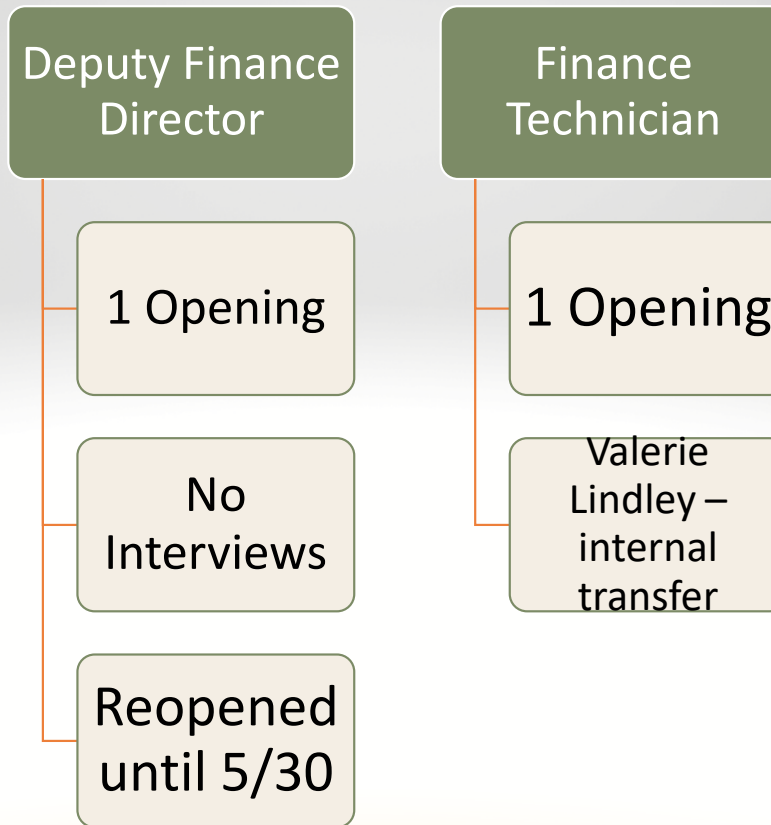 Deputy Finance
Director
1 Opening
No
Interviews
Reopened
until 5/30
Finance
Technician
1 Opening
Valerie
Lindley –
internal
transfer